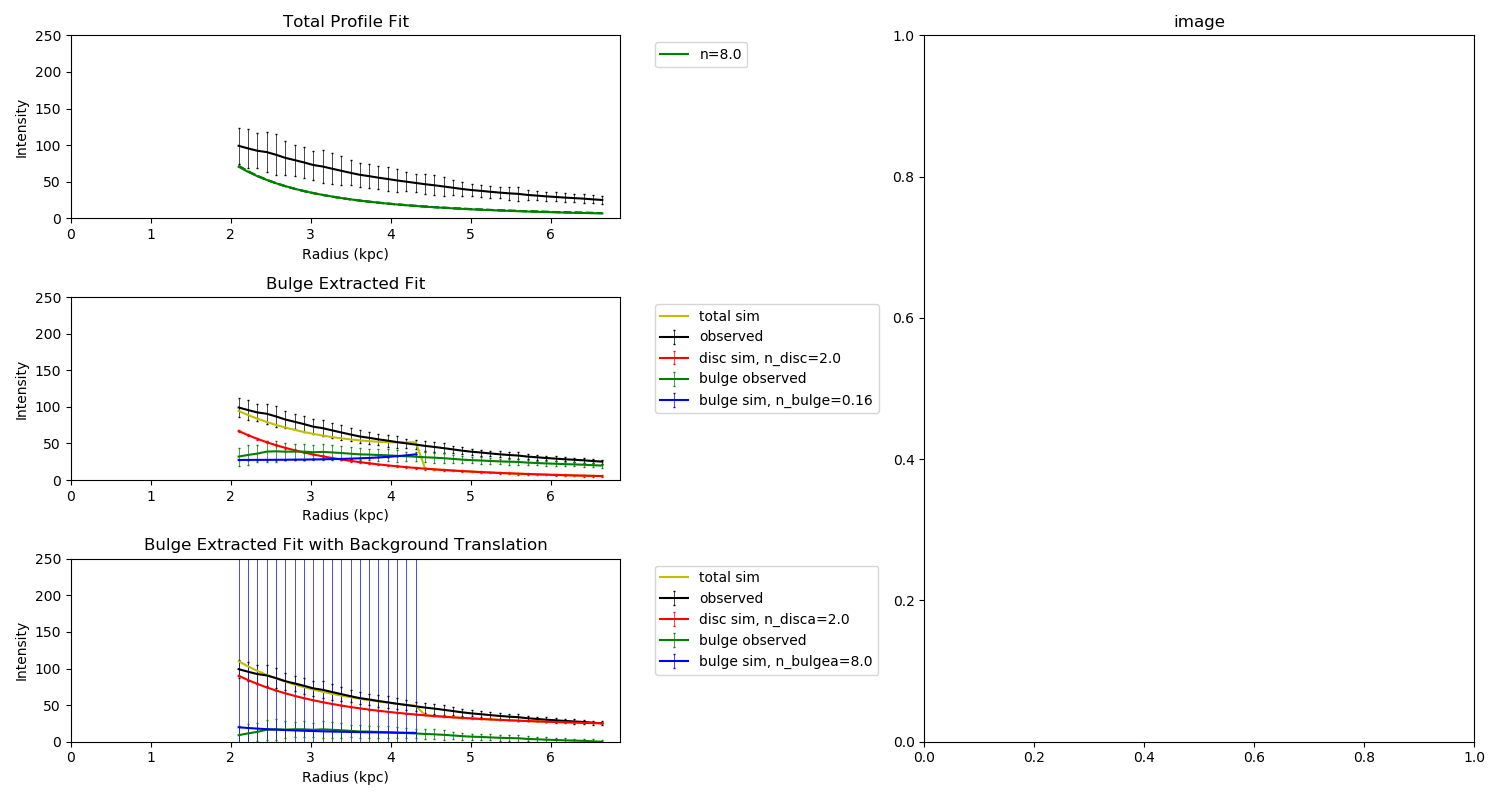 Total Profile Fit
250
200
150
100
50
0
Intensity
0 1 2 3 4 5 6
Radius (kpc)
n=8.0
Bulge Extracted Fit
250
200
150
100
50
0
Intensity
0 1 2 3 4 5 6
Radius (kpc)
total sim
observed
disc sim, n_disc=2.0
bulge observed
bulge sim, n_bulge=0.16
Bulge Extracted Fit with Background Translation
250
200
150
100
50
0
Intensity
0 1 2 3 4 5 6
Radius (kpc)
total sim
observed
disc sim, n_disca=2.0
bulge observed
bulge sim, n_bulgea=8.0
image
1.0
0.8
0.6
0.4
0.2
0.0
0.0 0.2 0.4 0.6 0.8 1.0